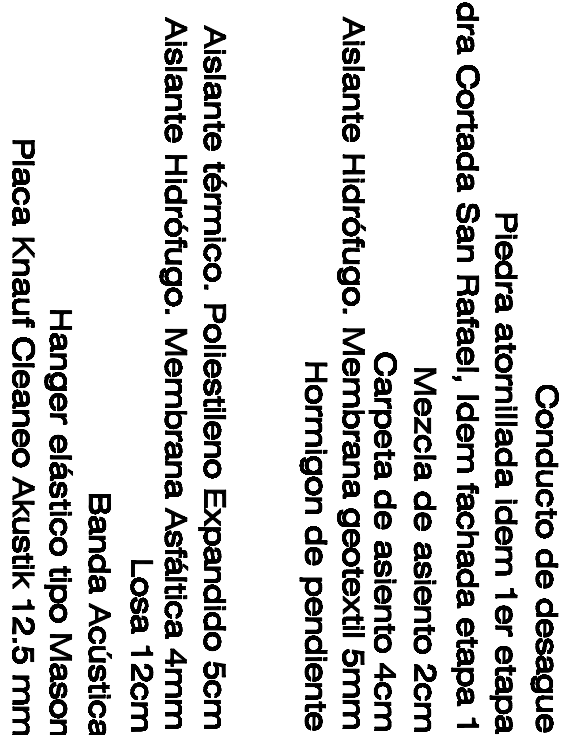 Conducto de desague
Piedra atornillada idem 1er etapa
dra Cortada San Rafael, Idem fachada etapa 1
Mezcla de asiento 2cm
Carpeta de asiento 4cm
Aislante Hidrófugo. Membrana geotextil 5mm
Hormigon de pendiente
Aislante térmico. Poliestileno Expandido 5cm
Aislante Hidrófugo. Membrana Asfáltica 4mm
Losa 12cm
Banda Acústica
Hanger elástico tipo Mason
Placa Knauf Cleaneo Akustik 12.5 mm